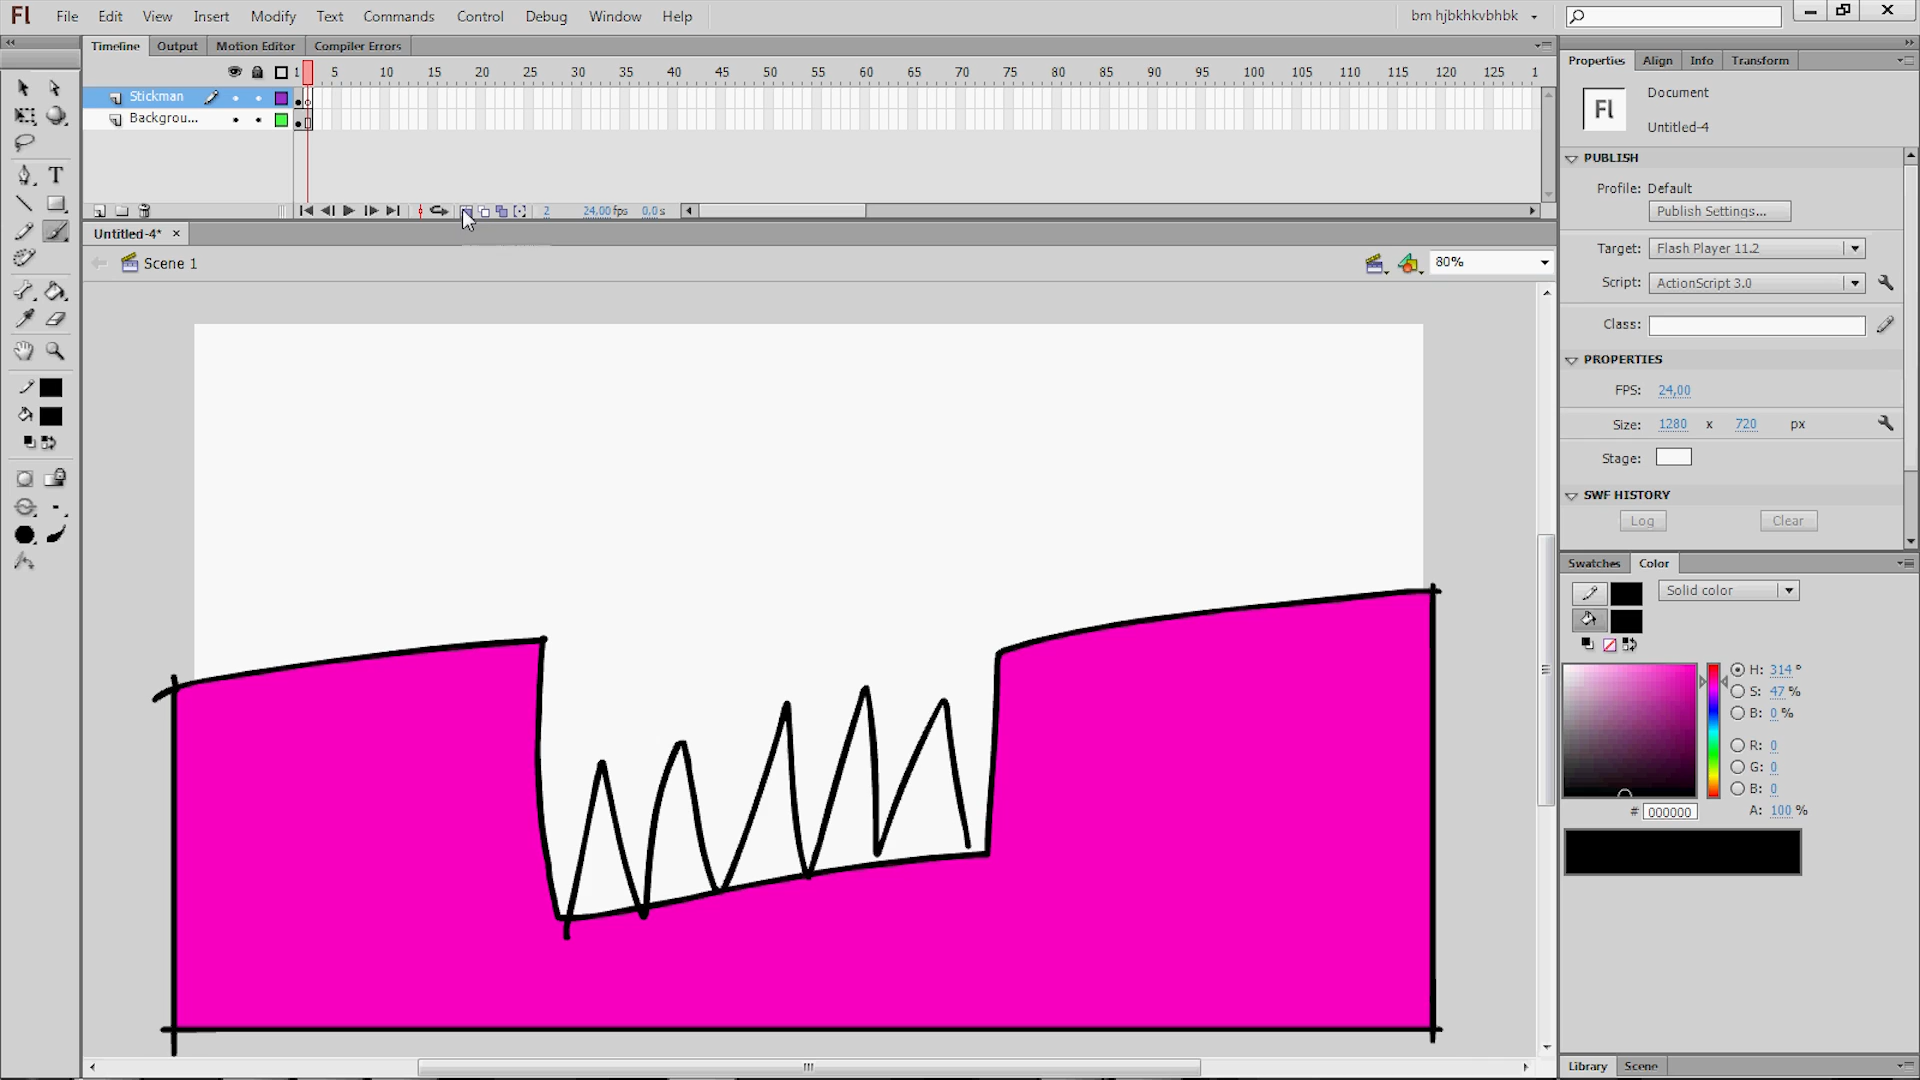 Fl File Edit View Insert Modify Text Commands Control Debug Window Help bm hjbkhkvbhbk
Timeline Output Motion Editor Compiler Errors
1 5 10 15 20 25 30 35 40 45 50 55 60 65 70 75 80 85 90 95 100 105 110 115 120 125 1
Stickman
Backgrou...
2 24,00 fps 0,0 s
Untitled-4* ×
Scene 1
80%
T
Properties Align Info Transform
Fl
Document
Untitled-4
PUBLISH
Profile: Default
Publish Settings...
Target: Flash Player 11.2
Script: ActionScript 3.0
Class:
PROPERTIES
FPS: 24,00
Size: 1280 x 720 px
Stage:
SWF HISTORY
Log Clear
Swatches Color
Solid color
H: 314 °
S: 47 %
B: 0 %
R: 0
G: 0
B: 0
# 000000 A: 100 %
Library Scene